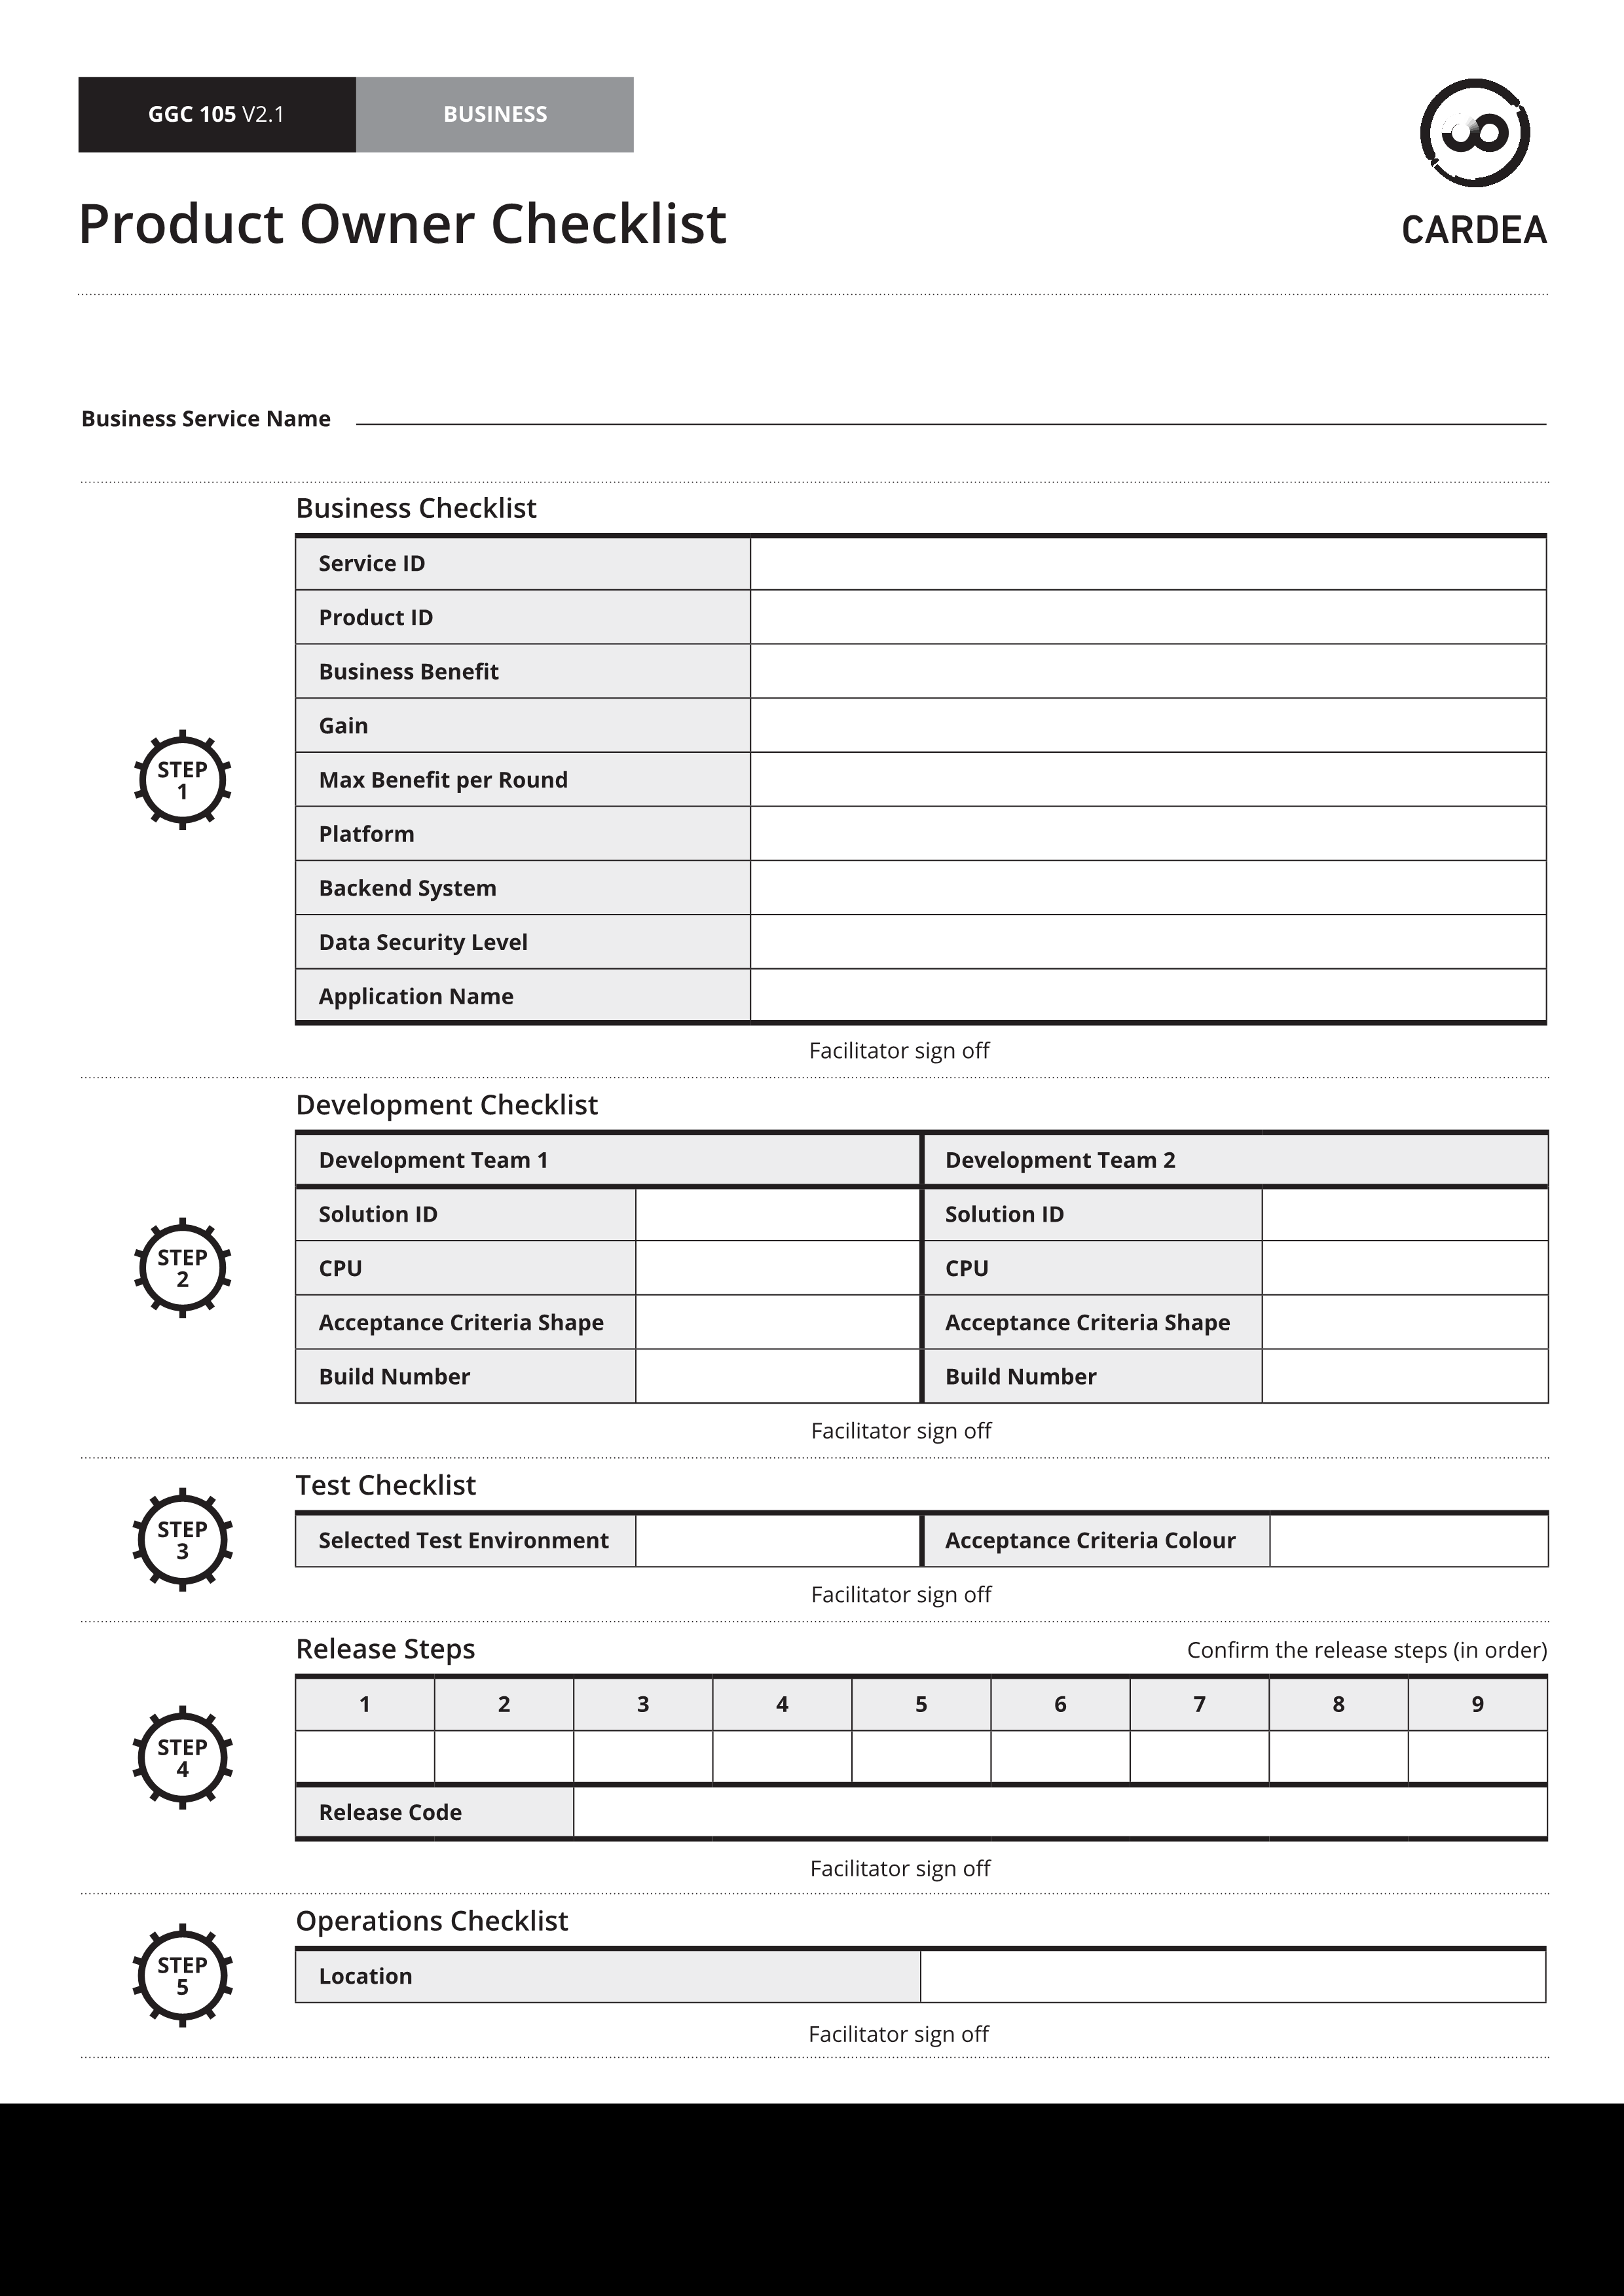 GGC 105 V2.1 BUSINESS
CARDEA
Product Owner Checklist
Business Service Name
Business Checklist
Service ID
Product ID
Business Benefit
Gain
Max Benefit per Round
Platform
Backend System
Data Security Level
Application Name
STEP
1
Facilitator sign off
Development Checklist
Development Team 1 Development Team 2
Solution ID Solution ID
CPU CPU
Acceptance Criteria Shape Acceptance Criteria Shape
Build Number Build Number
STEP
2
Facilitator sign off
Test Checklist
STEP
3
Selected Test Environment Acceptance Criteria Colour
Facilitator sign off
Release Steps Confirm the release steps (in order)
1 2 3 4 5 6 7 8 9
STEP
4
Release Code
Facilitator sign off
Operations Checklist
STEP
5
Location
Facilitator sign off